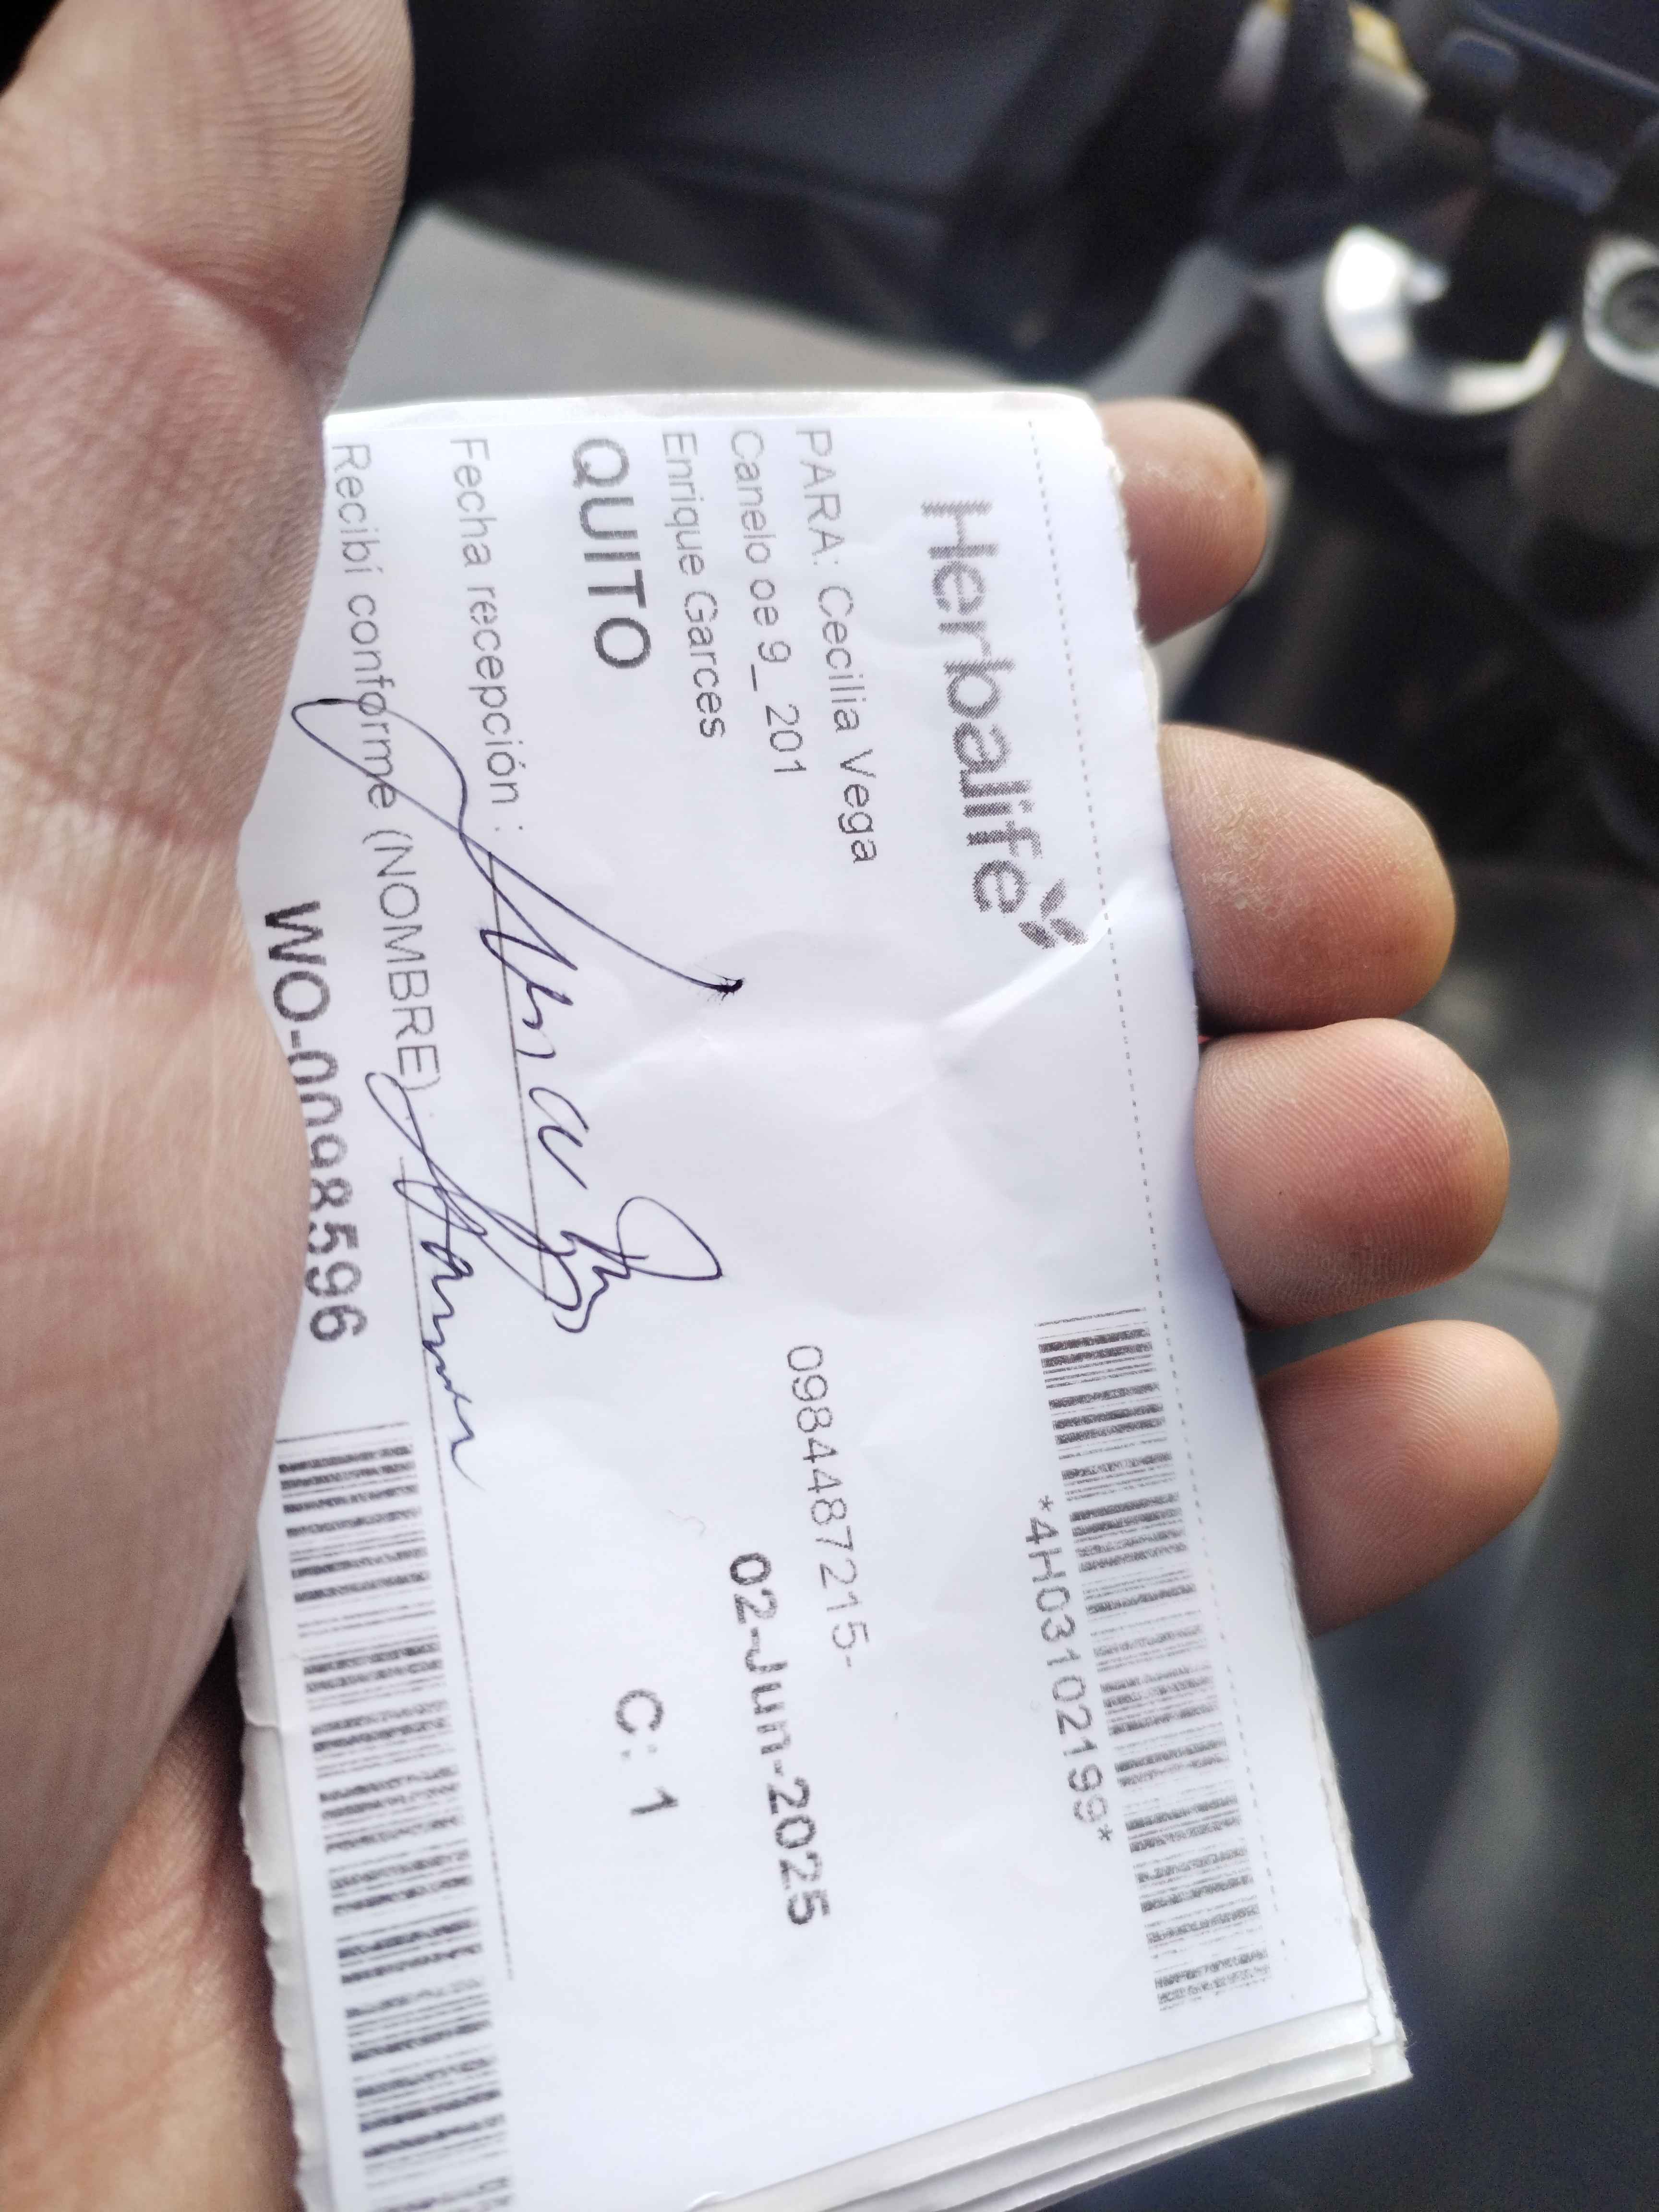 Herbalife
*4H03102199*
PARA: Cecilia Vega
0984487215-
Canelo oe 9_ 201
Enrique Garces
02-Jun-2025
QUITO
C: 1
Fecha recepción :
Recibí conforme (NOMBRE)
WO-00098596